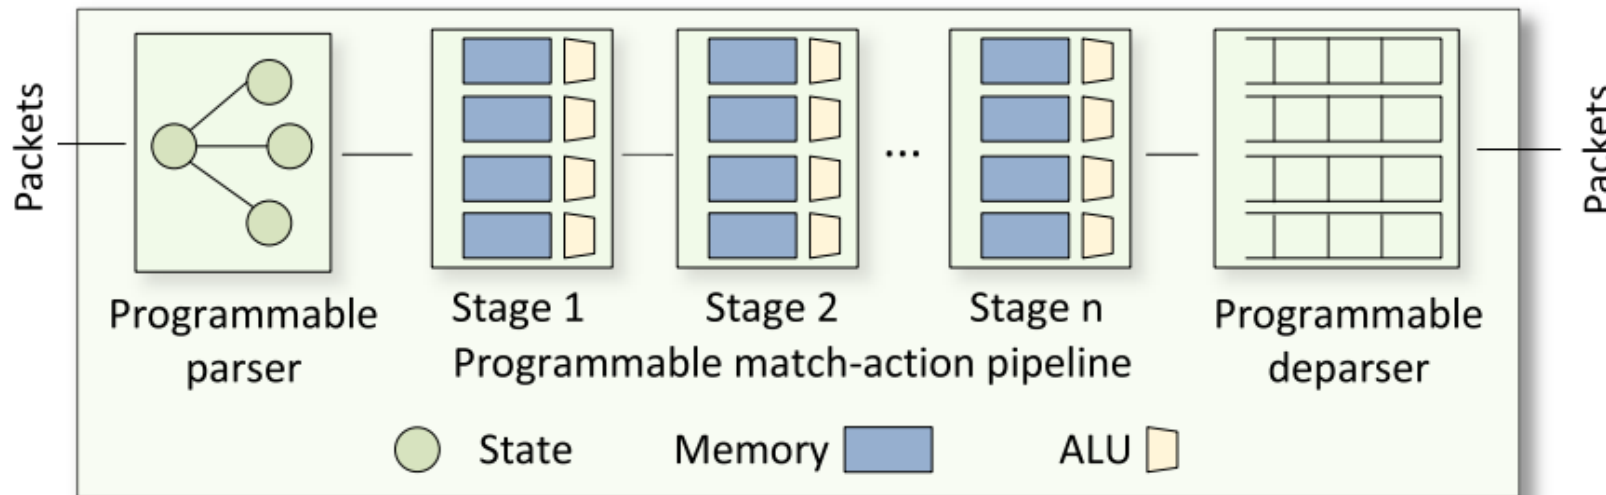 Packets
Programmable
parser
Stage 1
Stage 2
...
Stage n
Programmable match-action pipeline
Programmable
deparser
Packets
State
Memory
ALU